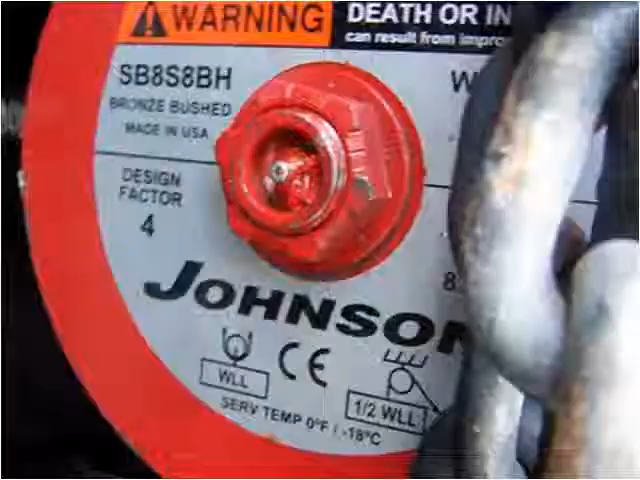 WARNING
DEATH OR IN
can result from impro
SB8S8BH
W
BRONZE BUSHED
MADE IN USA
DESIGN
FACTOR
4
8
JOHNSON
CE
WLL
1/2 WLL
SERV TEMP 0°F / -18°C